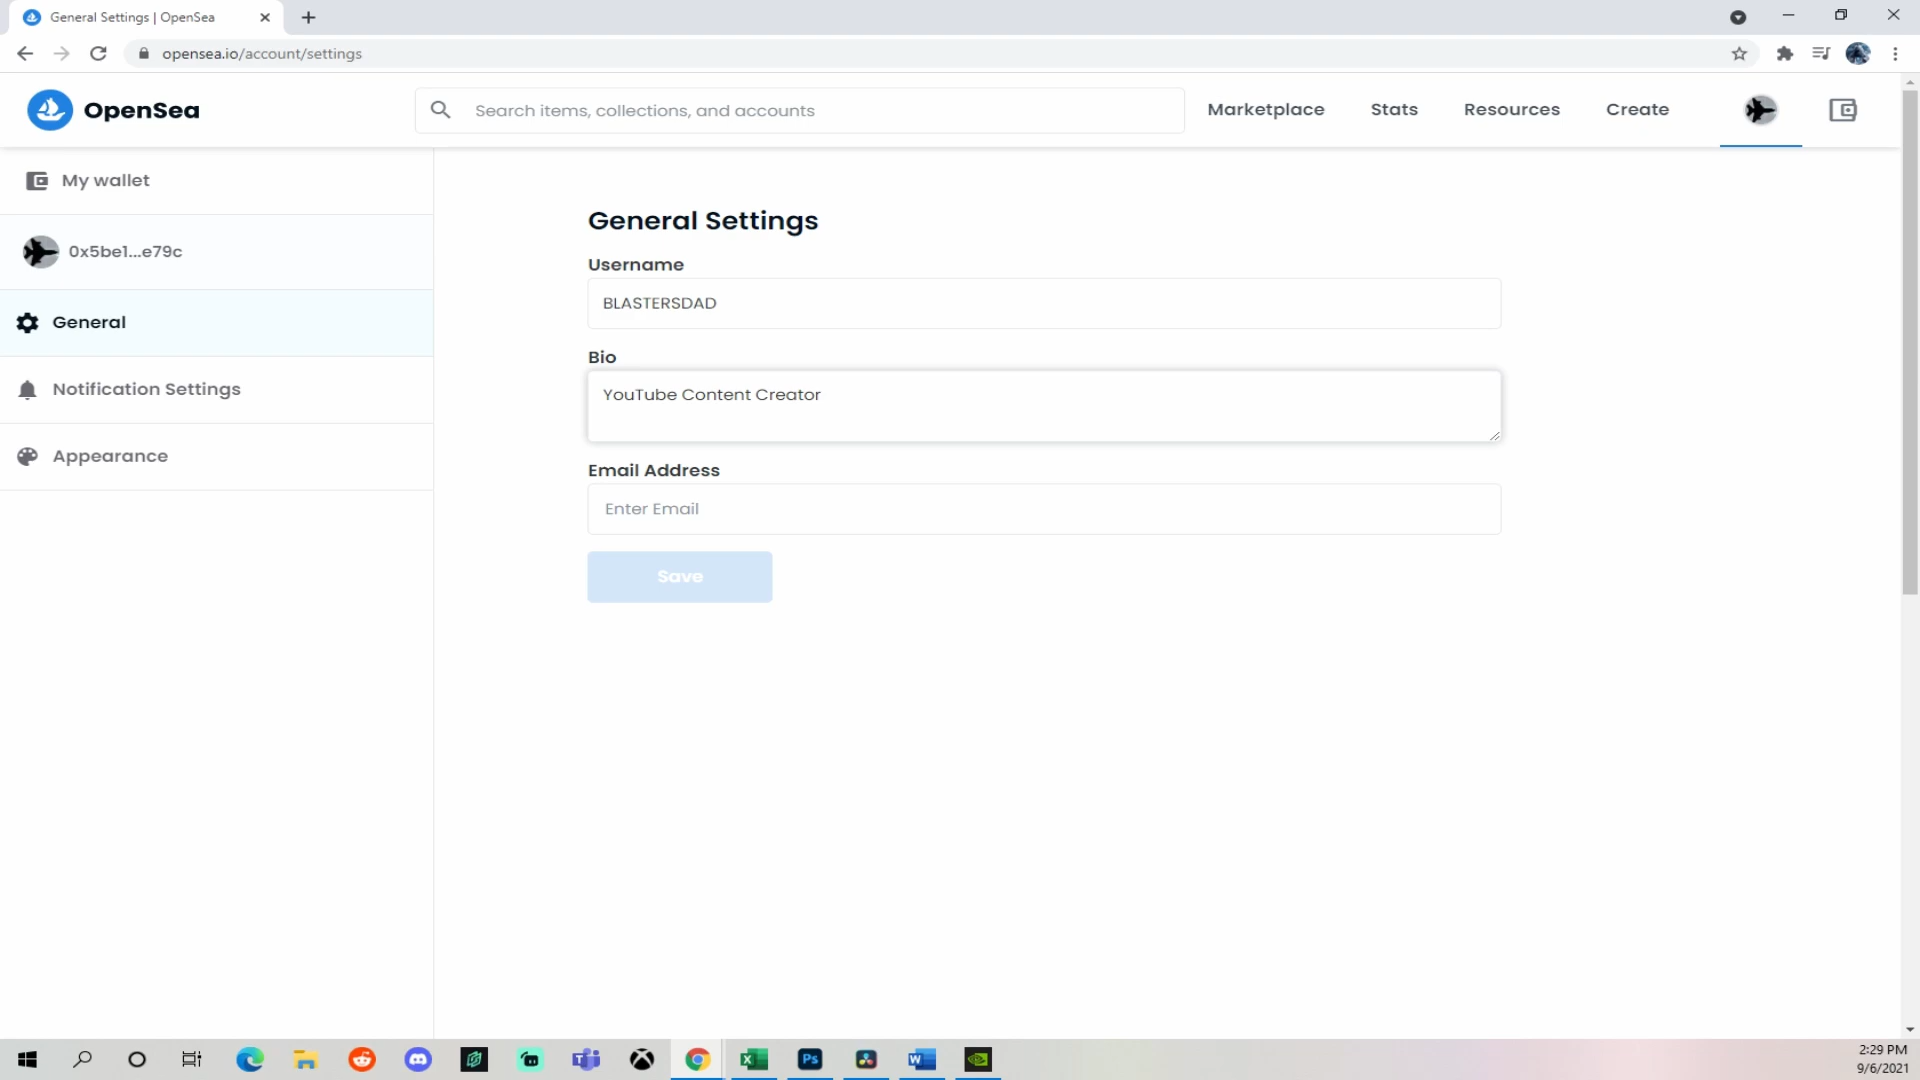 General Settings | OpenSea
opensea.io/account/settings
OpenSea
Search items, collections, and accounts
Marketplace
Stats
Resources
Create
My wallet
0x5be1...e79c
General
Notification Settings
Appearance
General Settings
Username
BLASTERSDAD
Bio
YouTube Content Creator
Email Address
Enter Email
Save
Ps
2:29 PM
9/6/2021